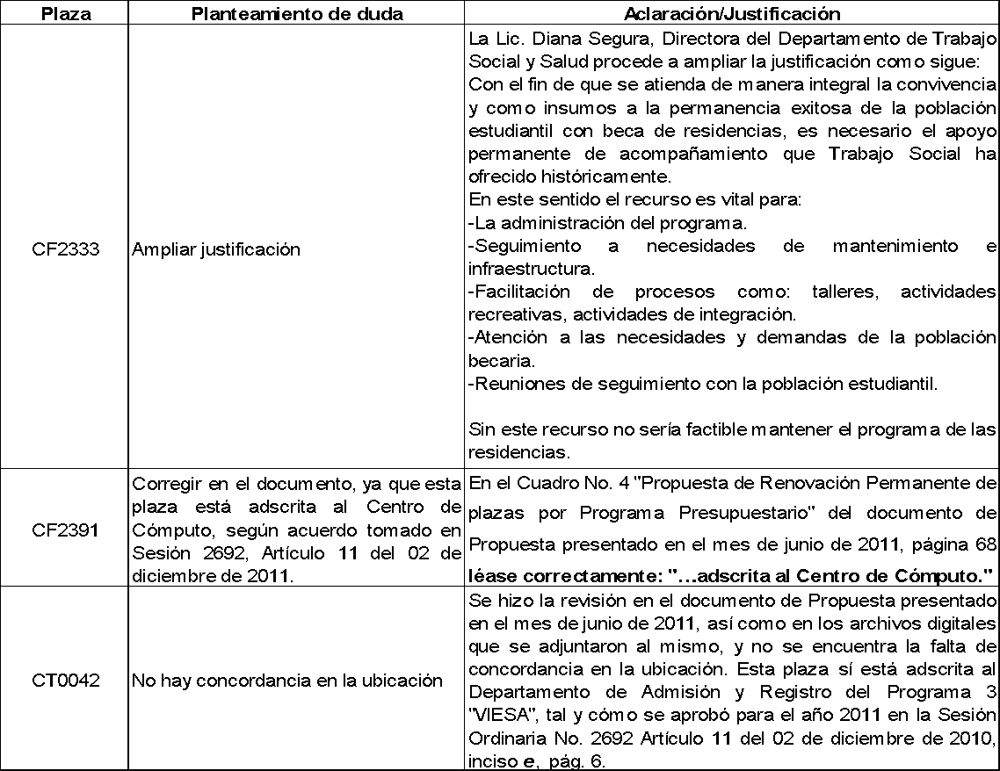 Plaza
Planteamiento de duda
Aclaración/Justificación
CF2333
Ampliar justificación
La Lic. Diana Segura, Directora del Departamento de Trabajo
Social y Salud procede a ampliar la justificación como sigue:
Con el fin de que se atienda de manera integral la convivencia
y como insumos a la permanencia exitosa de la población
estudiantil con beca de residencias, es necesario el apoyo
permanente de acompañamiento que Trabajo Social ha
ofrecido históricamente.
En este sentido el recurso es vital para:
-La administración del programa.
-Seguimiento a necesidades de mantenimiento e
infraestructura.
-Facilitación de procesos como: talleres, actividades
recreativas, actividades de integración.
-Atención a las necesidades y demandas de la población
becaria.
-Reuniones de seguimiento con la población estudiantil.
Sin este recurso no sería factible mantener el programa de las
residencias.
CF2391
Corregir en el documento, ya que esta
plaza está adscrita al Centro de
Cómputo, según acuerdo tomado en
Sesión 2692, Artículo 11 del 02 de
diciembre de 2011.
En el Cuadro No. 4 "Propuesta de Renovación Permanente de
plazas por Programa Presupuestario" del documento de
Propuesta presentado en el mes de junio de 2011, página 68
léase correctamente: "…adscrita al Centro de Cómputo."
CT0042
No hay concordancia en la ubicación
Se hizo la revisión en el documento de Propuesta presentado
en el mes de junio de 2011, así como en los archivos digitales
que se adjuntaron al mismo, y no se encuentra la falta de
concordancia en la ubicación. Esta plaza sí está adscrita al
Departamento de Admisión y Registro del Programa 3
"VIESA", tal y cómo se aprobó para el año 2011 en la Sesión
Ordinaria No. 2692 Artículo 11 del 02 de diciembre de 2010,
inciso e, pág. 6.